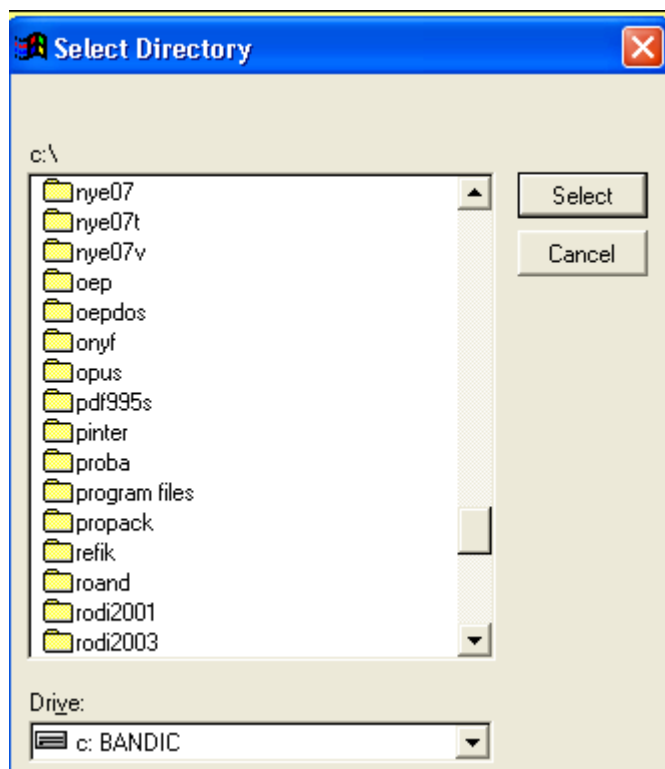 Select Directory
c:\
nye07
nye07t
nye07v
oep
oepdos
onyf
opus
pdf995s
pinter
proba
program files
propack
refik
roand
rodi2001
rodi2003
Select
Cancel
Drive:
c: BANDIC